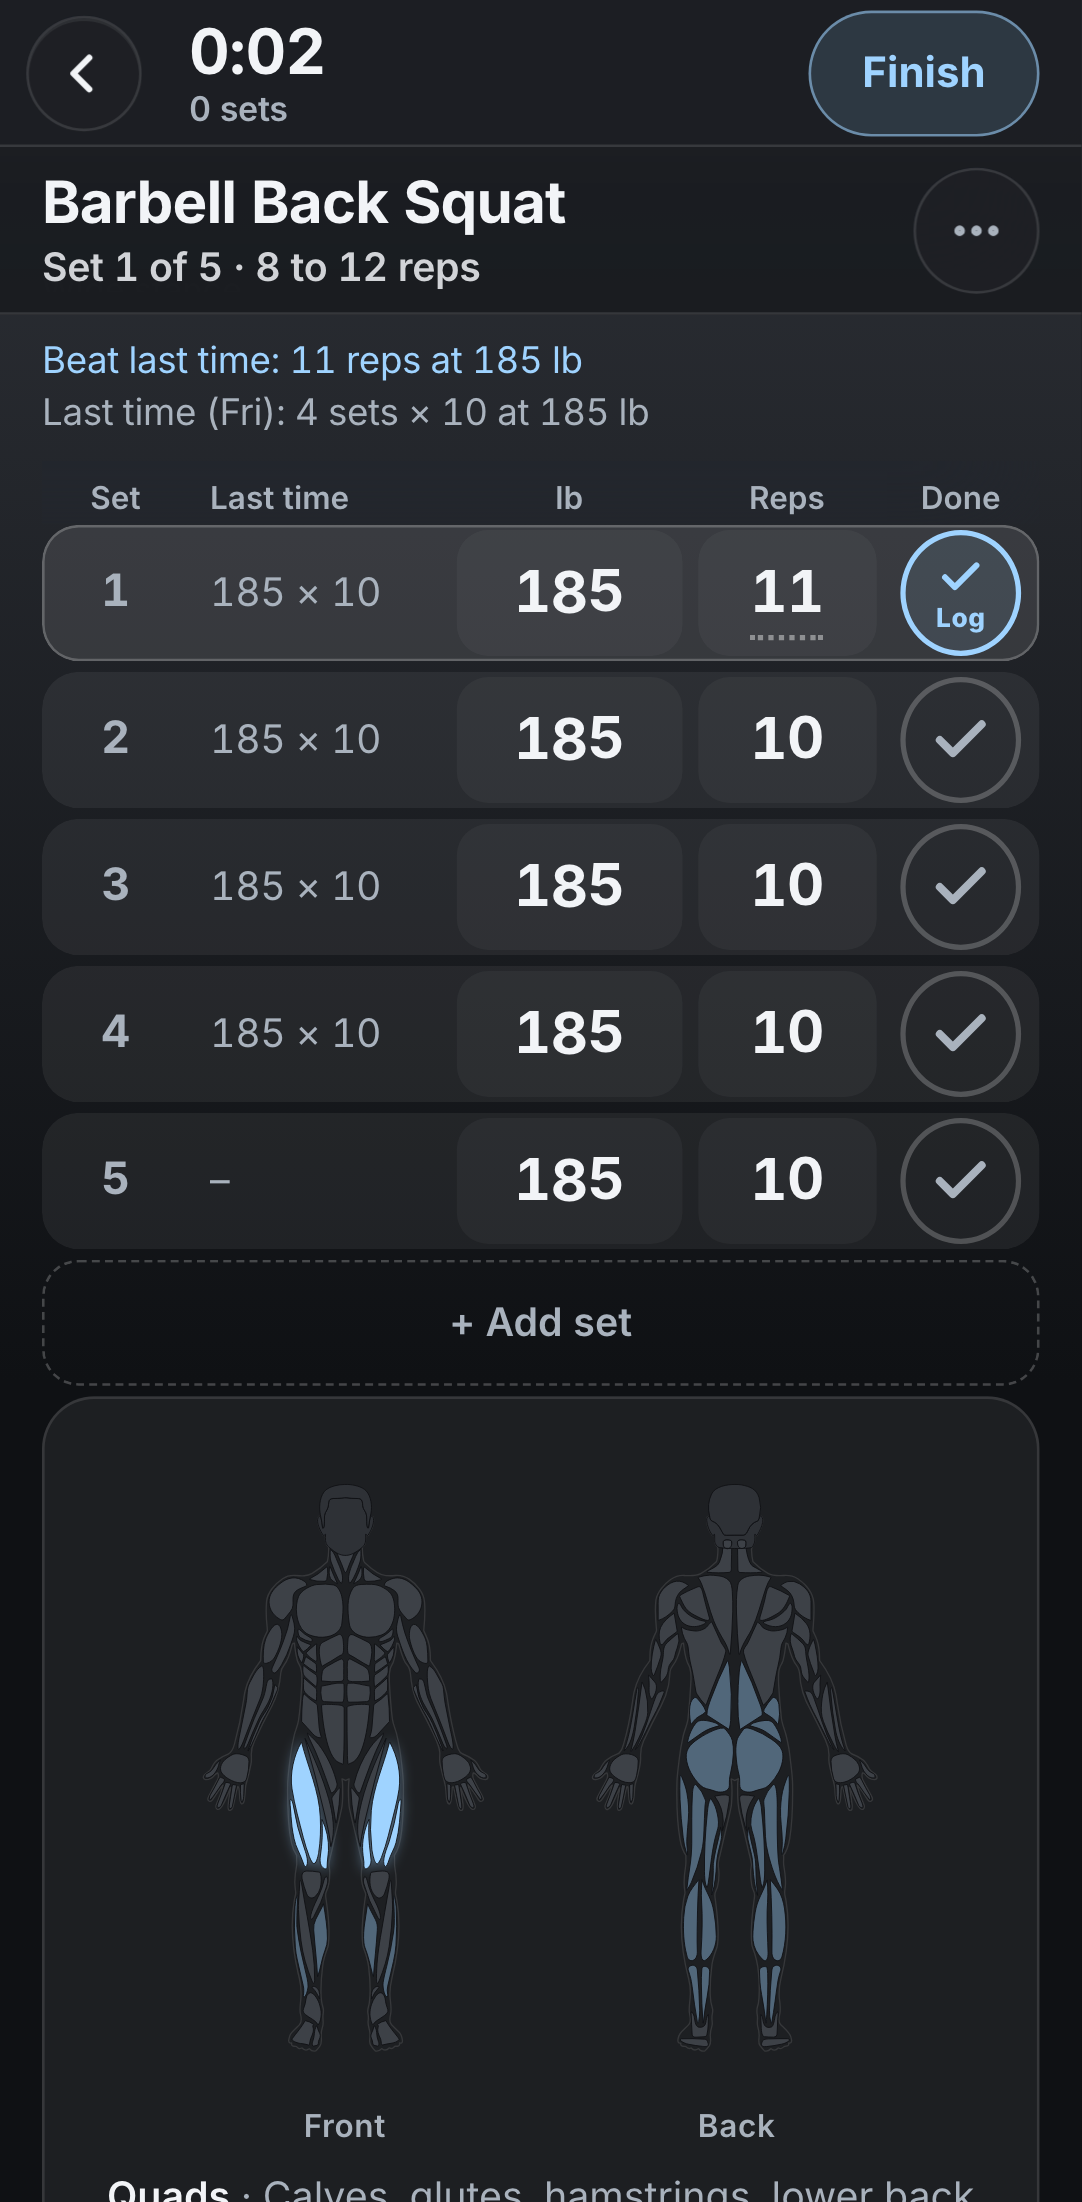 0:02
0 sets
Finish
Barbell Back Squat
Set 1 of 5 · 8 to 12 reps
Beat last time: 11 reps at 185 lb
Last time (Fri): 4 sets × 10 at 185 lb
Set Last time lb Reps Done
1 185 × 10 185 11 Log
2 185 × 10 185 10
3 185 × 10 185 10
4 185 × 10 185 10
5 – 185 10
+ Add set
Front Back
Quads · Calves, glutes, hamstrings, lower back